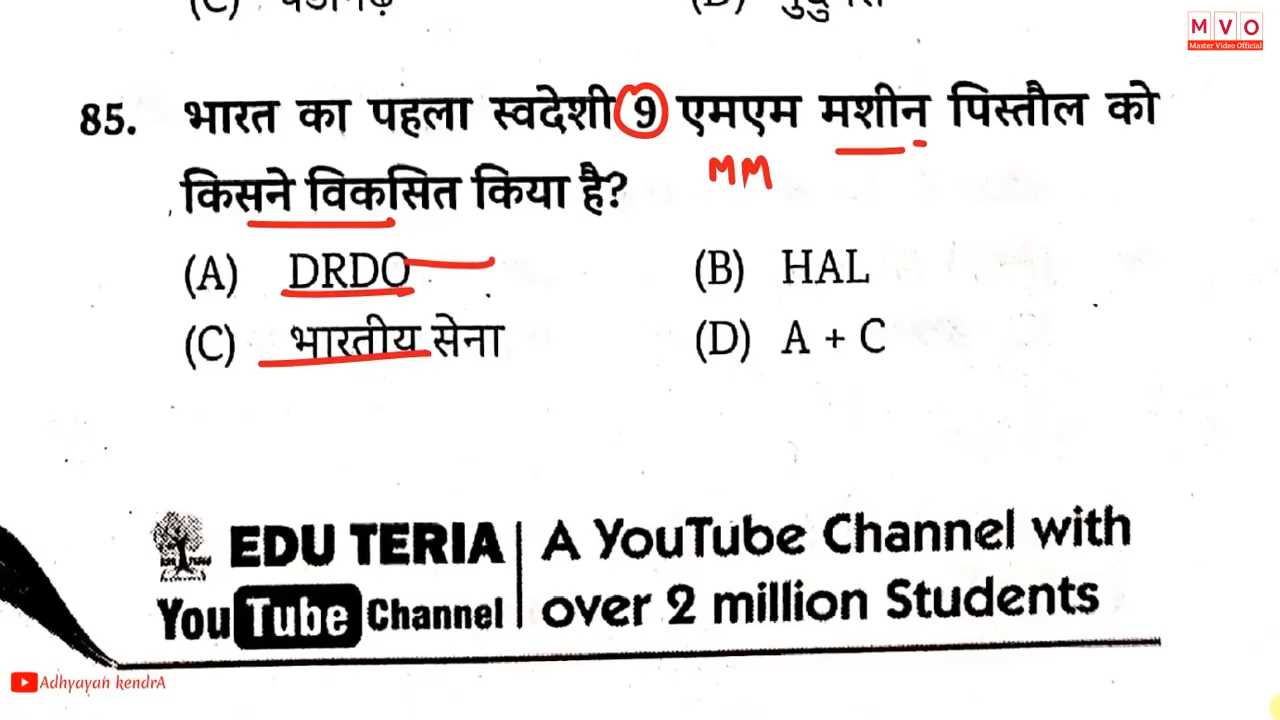 (C)
(D)
M V O
Master Video Official
85. भारत का पहला स्वदेशी 9 एमएम मशीन पिस्तौल को
MM
किसने विकसित किया है?
(A) DRDO (B) HAL
(C) भारतीय सेना (D) A + C
EDU TERIA
YouTube Channel
A YouTube Channel with
over 2 million Students
Adhyayan kendrA